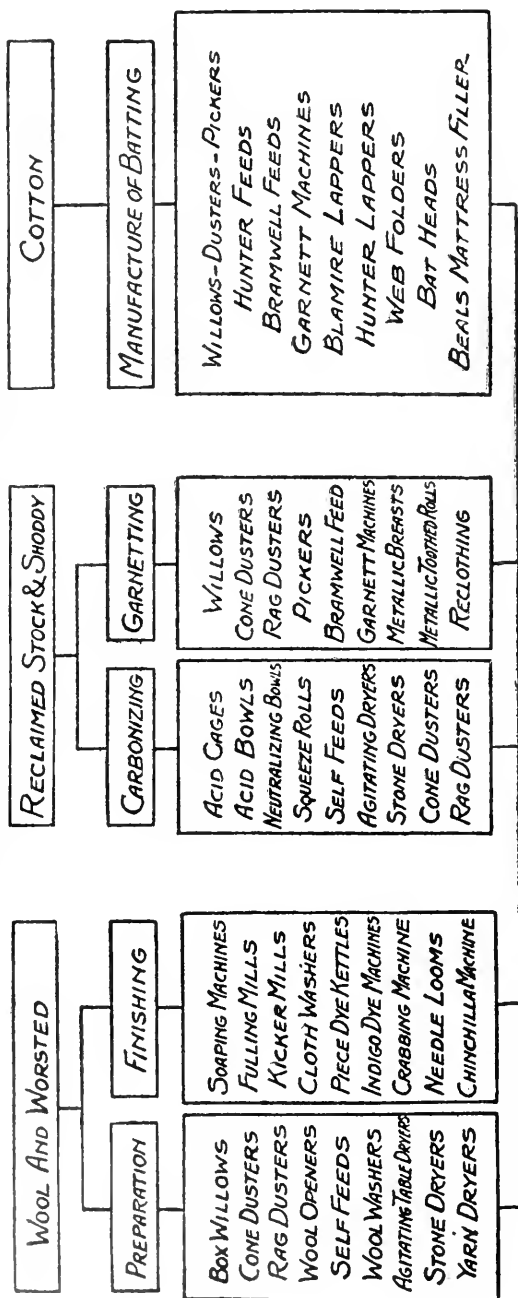 WOOL AND WORSTED
PREPARATION
BOX WILLOWS
CONE DUSTERS
RAG DUSTERS
WOOL OPENERS
SELF FEEDS
WOOL WASHERS
AGITATING TABLE DRYERS
STONE DRYERS
YARN DRYERS
FINISHING
SOAPING MACHINES
FULLING MILLS
KICKER MILLS
CLOTH WASHERS
PIECE DYE KETTLES
INDIGO DYE MACHINES
CRABBING MACHINE
NEEDLE LOOMS
CHINCHILLA MACHINE
RECLAIMED STOCK & SHODDY
CARBONIZING
ACID CAGES
ACID BOWLS
NEUTRALIZING BOWLS
SQUEEZE ROLLS
SELF FEEDS
AGITATING DRYERS
STONE DRYERS
CONE DUSTERS
RAG DUSTERS
GARNETTING
WILLOWS
CONE DUSTERS
RAG DUSTERS
PICKERS
BRAMWELL FEED
GARNETT MACHINES
METALLIC BREASTS
METALLIC TOOTHED ROLLS
RECLOTHING
COTTON
MANUFACTURE OF BATTING
WILLOWS-DUSTERS-PICKERS
HUNTER FEEDS
BRAMWELL FEEDS
GARNETT MACHINES
BLAMIRE LAPPERS
HUNTER LAPPERS
WEB FOLDERS
BAT HEADS
BEALS MATTRESS FILLER